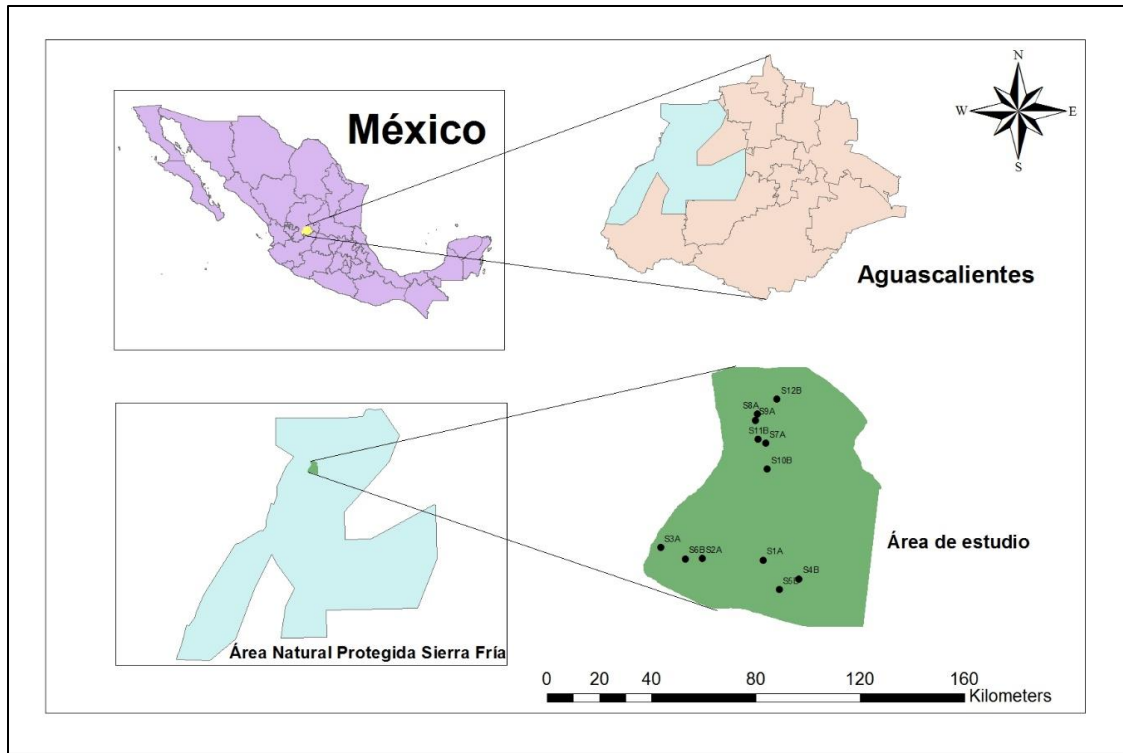 México
N
W
E
S
Aguascalientes
S12B
S8A
S9A
S11B
S7A
S10B
S3A
S6B
S2A
S1A
S4B
S5B
Área de estudio
Área Natural Protegida Sierra Fría
0 40 80 120 160
Kilometers